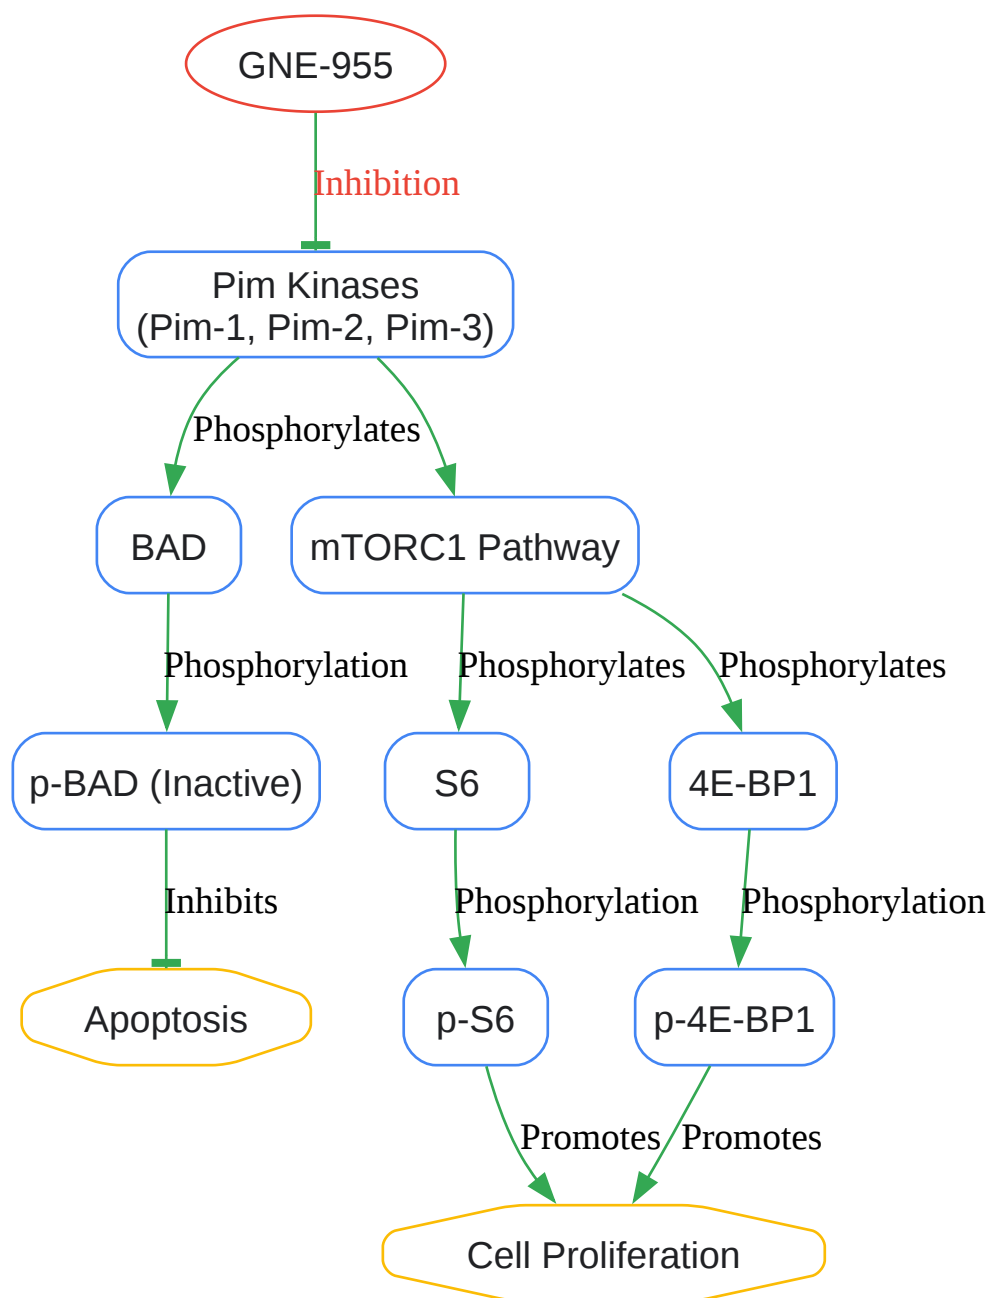 GNE-955
Inhibition
Pim Kinases
(Pim-1, Pim-2, Pim-3)
Phosphorylates
BAD
mTORC1 Pathway
Phosphorylation
Phosphorylates
Phosphorylates
p-BAD (Inactive)
S6
4E-BP1
Inhibits
Phosphorylation
Phosphorylation
Apoptosis
p-S6
p-4E-BP1
Promotes
Promotes
Cell Proliferation